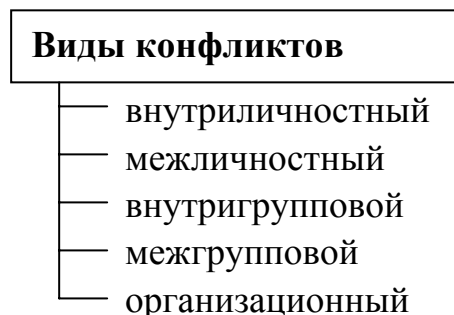 Виды конфликтов
внутриличностный
межличностный
внутригрупповой
межгрупповой
организационный